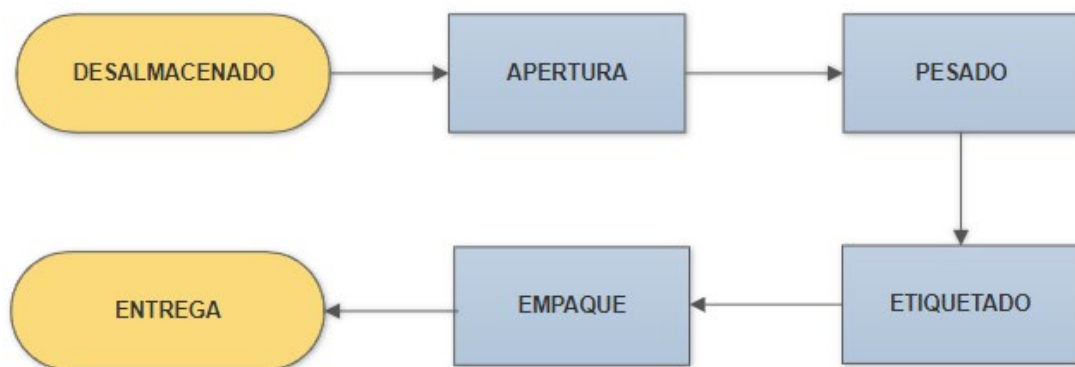 DESALMACENADO
APERTURA
PESADO
ETIQUETADO
EMPAQUE
ENTREGA